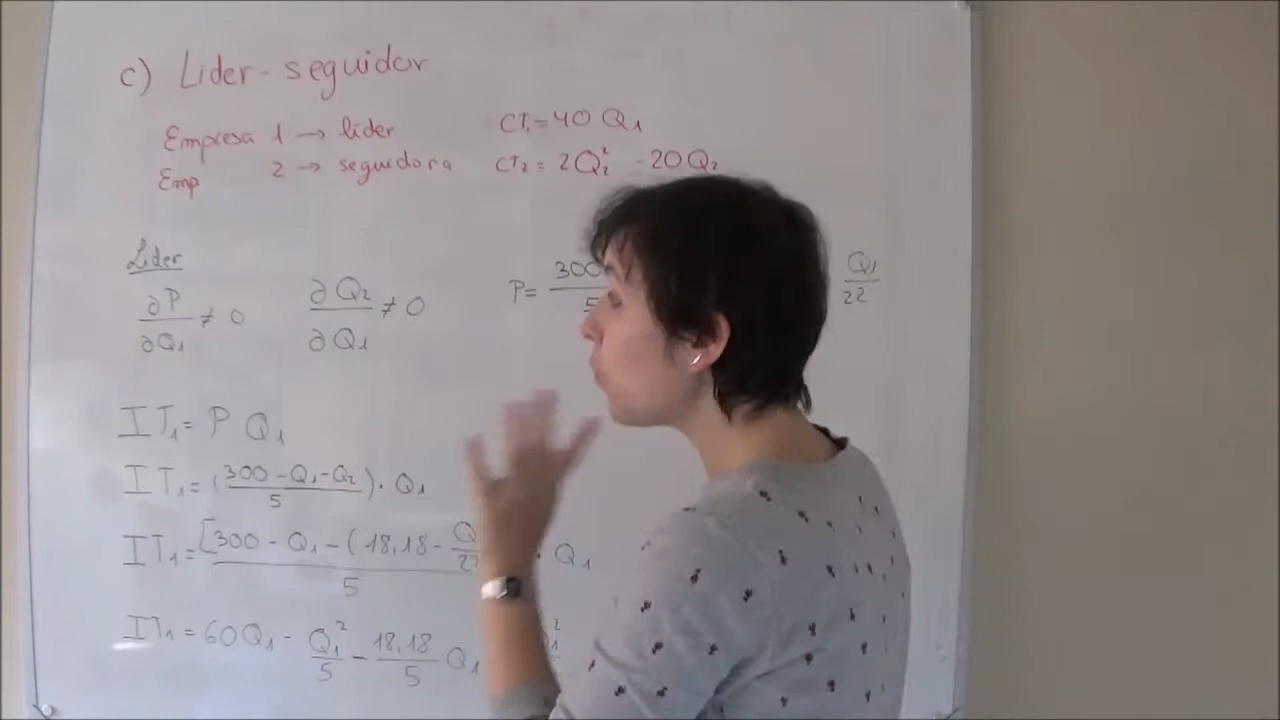 c) Lider-seguidor
Empresa 1 → líder CT₁ = 40 Q₁
Emp 2 → seguidora CT₂ = 2Q₂² - 20Q₂
Lider
∂P/∂Q₁ ≠ 0 ∂Q₂/∂Q₁ ≠ 0 P = 300 / 5 Q₁/22
IT₁ = P Q₁
IT₁ = (300 - Q₁ - Q₂ / 5) · Q₁
IT₁ = [300 - Q₁ - (18,18 - Q / 22 / 5 · Q₁
IT₁ = 60Q₁ - Q₁²/5 - 18,18/5 Q₁